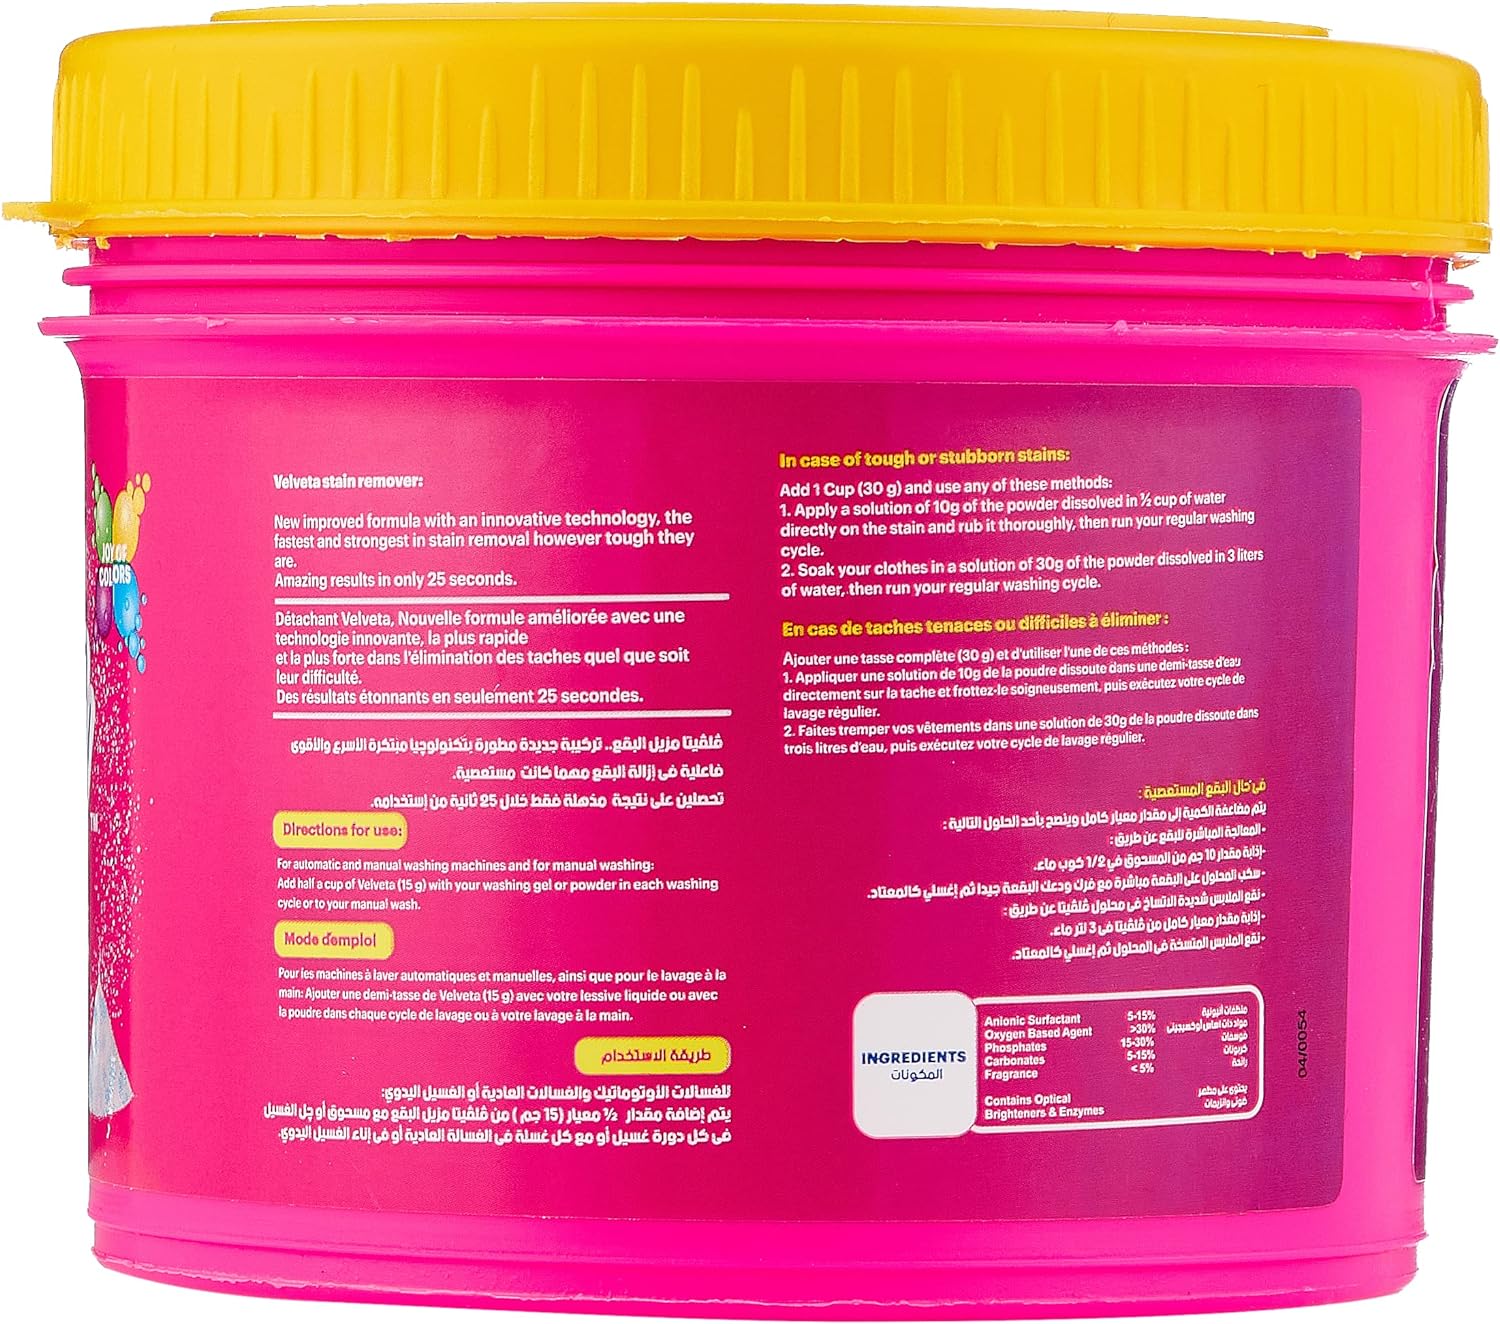 JOY OF
COLORS
TM
Velveta stain remover:
New improved formula with an innovative technology, the
fastest and strongest in stain removal however tough they
are.
Amazing results in only 25 seconds.
Détachant Velveta, Nouvelle formule améliorée avec une
technologie innovante, la plus rapide
et la plus forte dans l'élimination des taches quel que soit
leur difficulté.
Des résultats étonnants en seulement 25 secondes.
ڤلڤيتا مزيل البقع.. تركيبة جديدة مطورة بتكنولوجيا مبتكرة الأسرع والأقوى
فاعلية فى إزالة البقع مهما كانت مستعصية.
تحصلين على نتيجة مذهلة فقط خلال 25 ثانية من إستخدامه.
Directions for use:
For automatic and manual washing machines and for manual washing:
Add half a cup of Velveta (15 g) with your washing gel or powder in each washing
cycle or to your manual wash.
Mode d'emploi
Pour les machines à laver automatiques et manuelles, ainsi que pour le lavage à la
main: Ajouter une demi-tasse de Velveta (15 g) avec votre lessive liquide ou avec
la poudre dans chaque cycle de lavage ou à votre lavage à la main.
طريقة الاستخدام
للغسالات الأوتوماتيك والغسالات العادية أو الغسيل اليدوي:
يتم إضافة مقدار ½ معيار (15 جم ) من ڤلڤيتا مزيل البقع مع مسحوق أو چل الغسيل
فى كل دورة غسيل أو مع كل غسلة فى الغسالة العادية أو فى إناء الغسيل اليدوي.
In case of tough or stubborn stains:
Add 1 Cup (30 g) and use any of these methods:
1. Apply a solution of 10g of the powder dissolved in ½ cup of water
directly on the stain and rub it thoroughly, then run your regular washing
cycle.
2. Soak your clothes in a solution of 30g of the powder dissolved in 3 liters
of water, then run your regular washing cycle.
En cas de taches tenaces ou difficiles à éliminer :
Ajouter une tasse complète (30 g) et d'utiliser l'une de ces méthodes :
1. Appliquer une solution de 10g de la poudre dissoute dans une demi-tasse d'eau
directement sur la tache et frottez-le soigneusement, puis exécutez votre cycle de
lavage régulier.
2. Faites tremper vos vêtements dans une solution de 30g de la poudre dissoute dans
trois litres d'eau, puis exécutez votre cycle de lavage régulier.
فى حال البقع المستعصية :
يتم مضاعفة الكمية إلى مقدار معيار كامل وينصح بأحد الحلول التالية :
-المعالجة المباشرة للبقع عن طريق :
-إذابة مقدار 10 جم من المسحوق فى 1/2 كوب ماء.
-سكب المحلول على البقعة مباشرة مع فرك ودعك البقعة جيدا ثم إغسلي كالمعتاد.
-نقع الملابس شديدة الاتساخ فى محلول ڤلڤيتا عن طريق :
-إذابة مقدار معيار كامل من ڤلڤيتا فى 3 لتر ماء.
-نقع الملابس المتسخة فى المحلول ثم إغسلي كالمعتاد.
INGREDIENTS
المكونات
Anionic Surfactant 5-15% منظفات أنيونية
Oxygen Based Agent >30% مولدات اساس أوكسيچينى
Phosphates 15-30% فوسفات
Carbonates 5-15% كربونات
Fragrance < 5% رائحة
Contains Optical يحتوى على مظهر
Brighteners & Enzymes ضوئى وانزيمات
04/0054